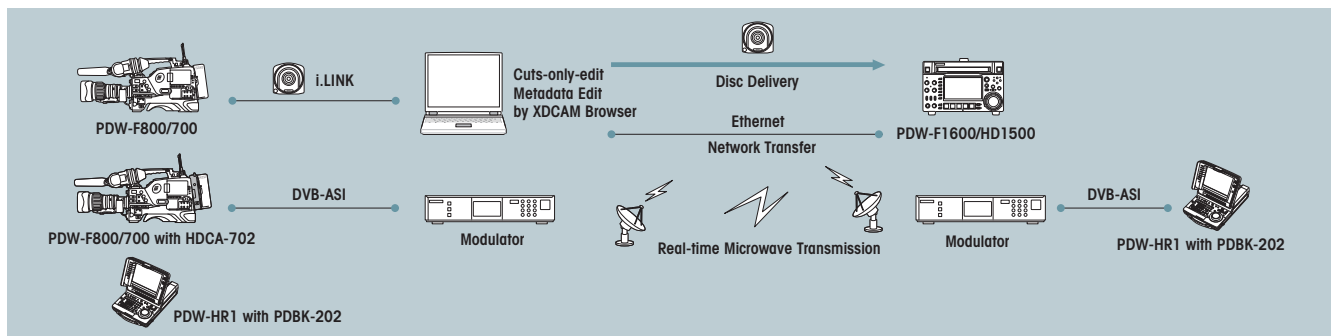 PDW-F800/700
i.LINK
Cuts-only-edit
Metadata Edit
by XDCAM Browser
Disc Delivery
Ethernet
Network Transfer
PDW-F1600/HD1500
PDW-F800/700 with HDCA-702
DVB-ASI
Modulator
Real-time Microwave Transmission
Modulator
DVB-ASI
PDW-HR1 with PDBK-202
PDW-HR1 with PDBK-202